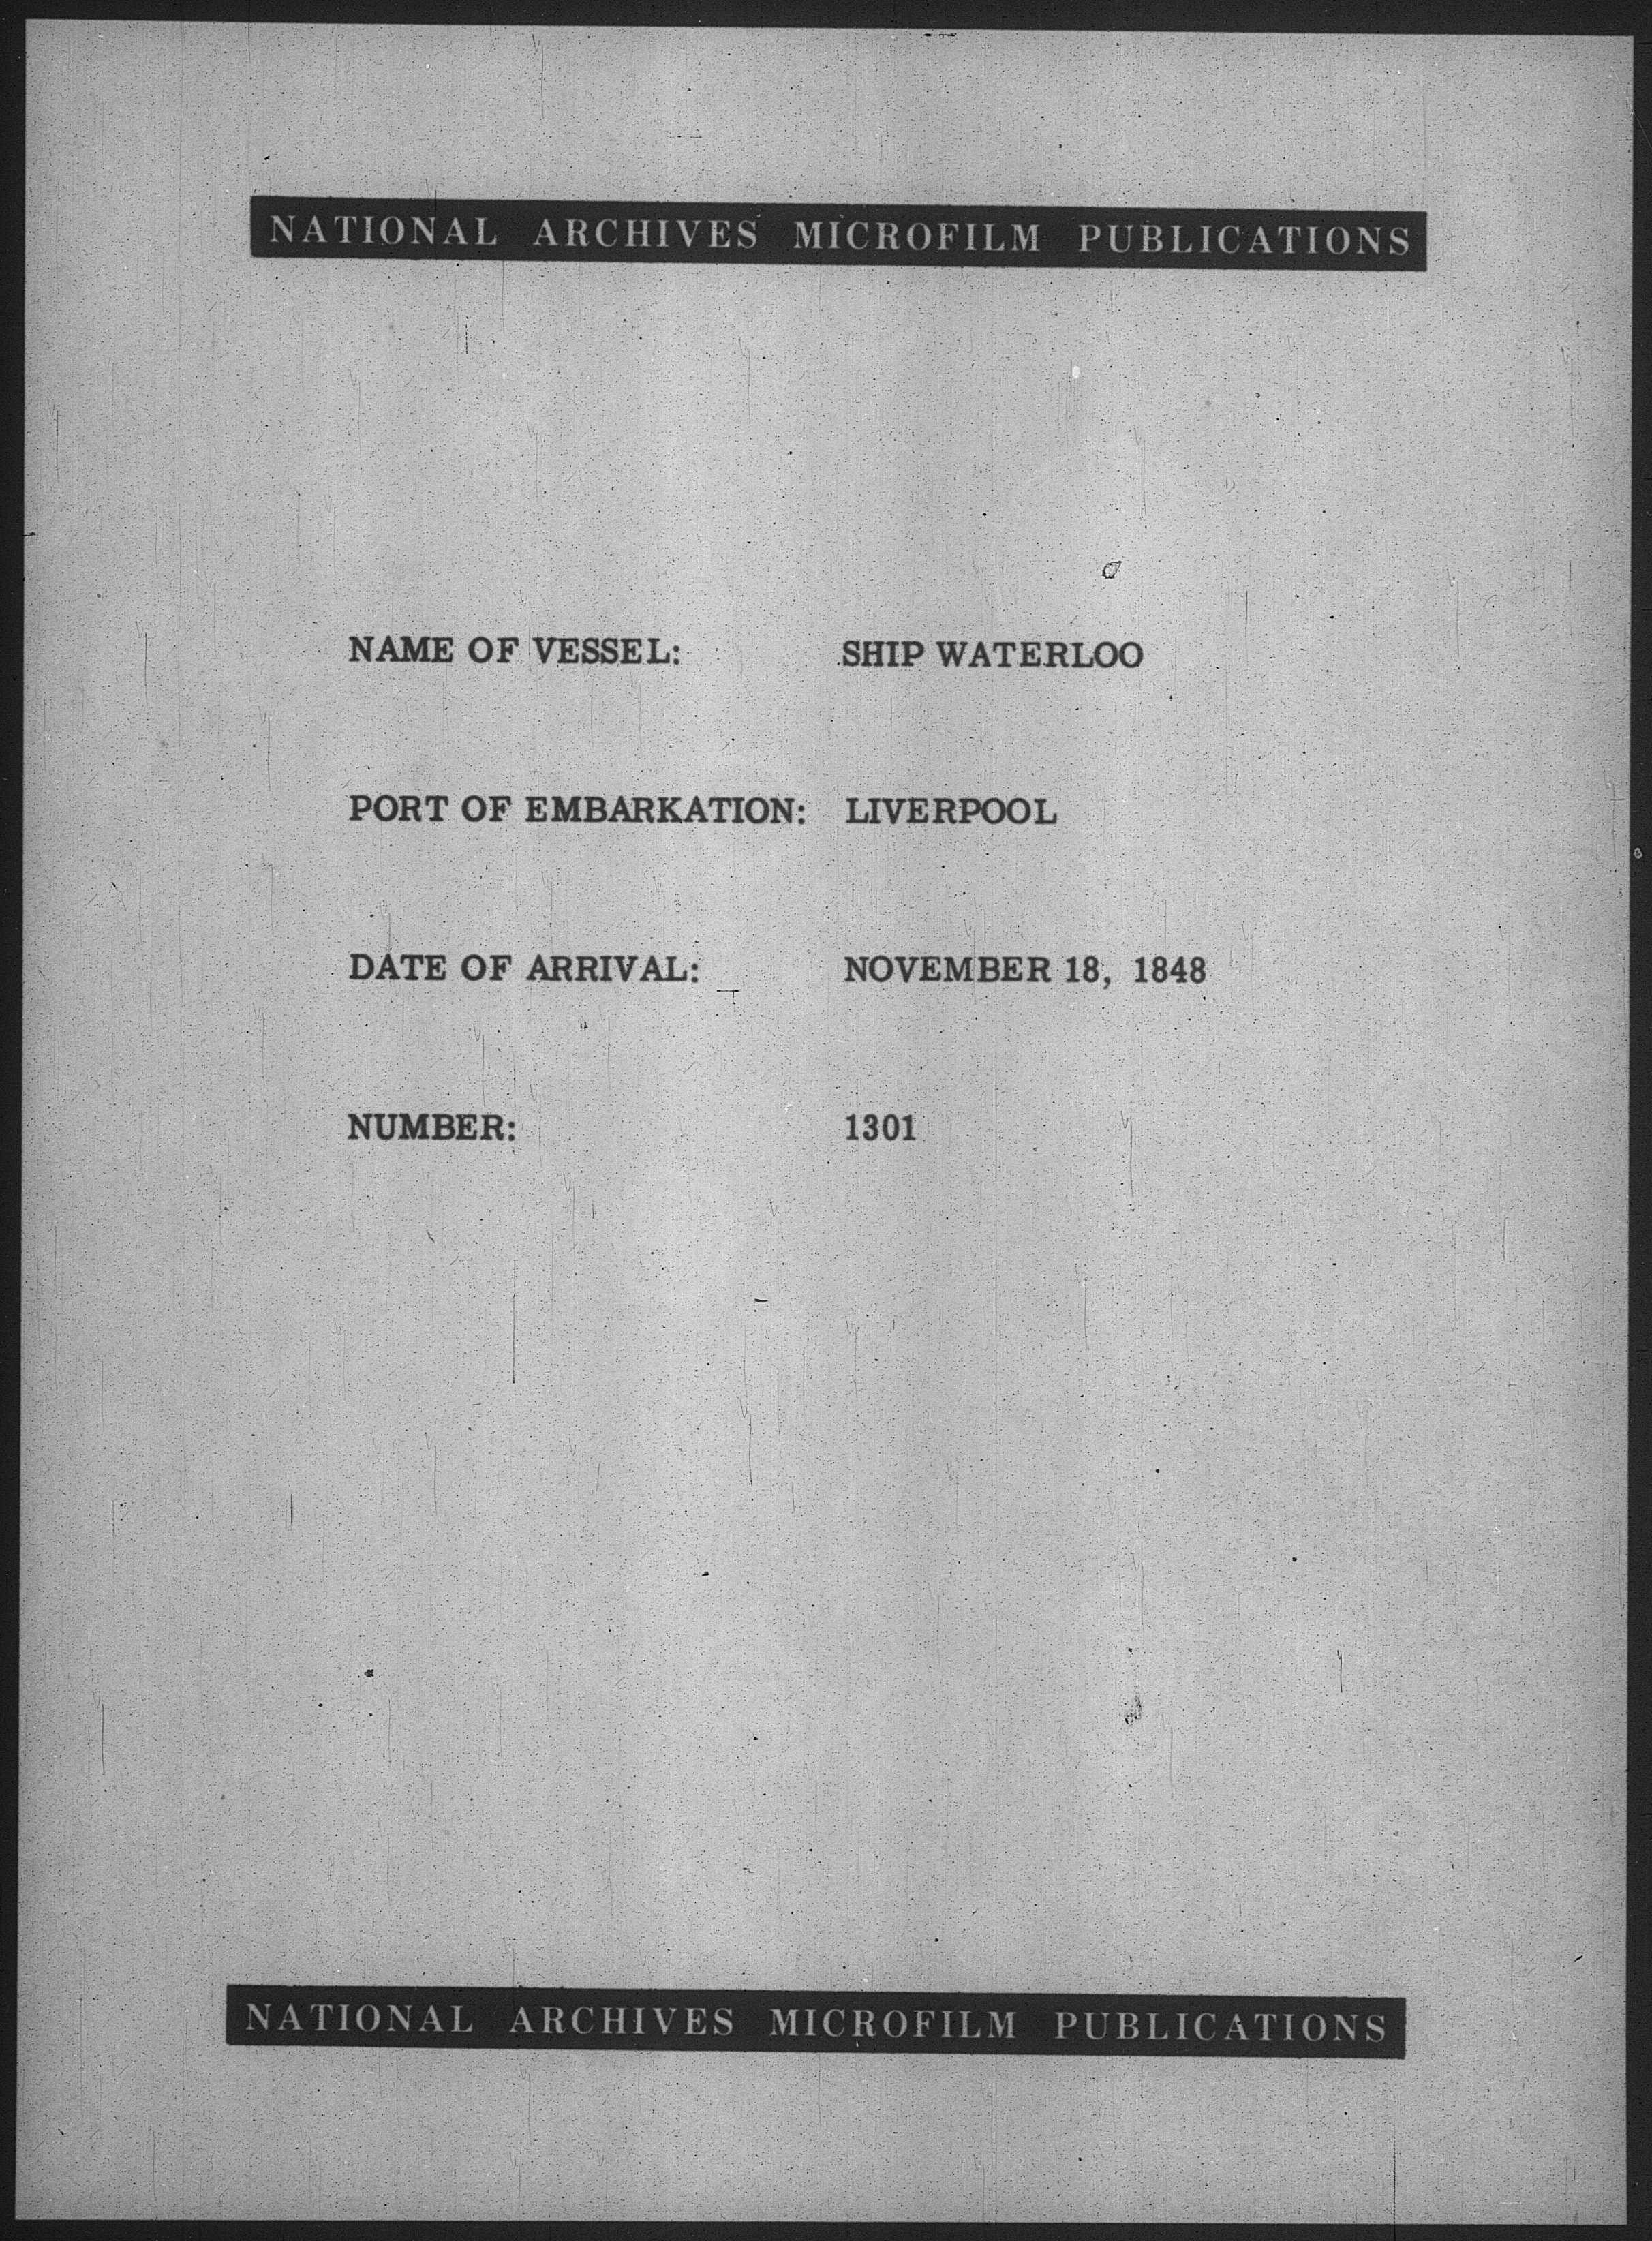 NATIONAL ARCHIVES MICROFILM PUBLICATIONS
NAME OF VESSEL: SHIP WATERLOO
PORT OF EMBARKATION: LIVERPOOL
DATE OF ARRIVAL: NOVEMBER 18, 1848
NUMBER: 1301
NATIONAL ARCHIVES MICROFILM PUBLICATIONS